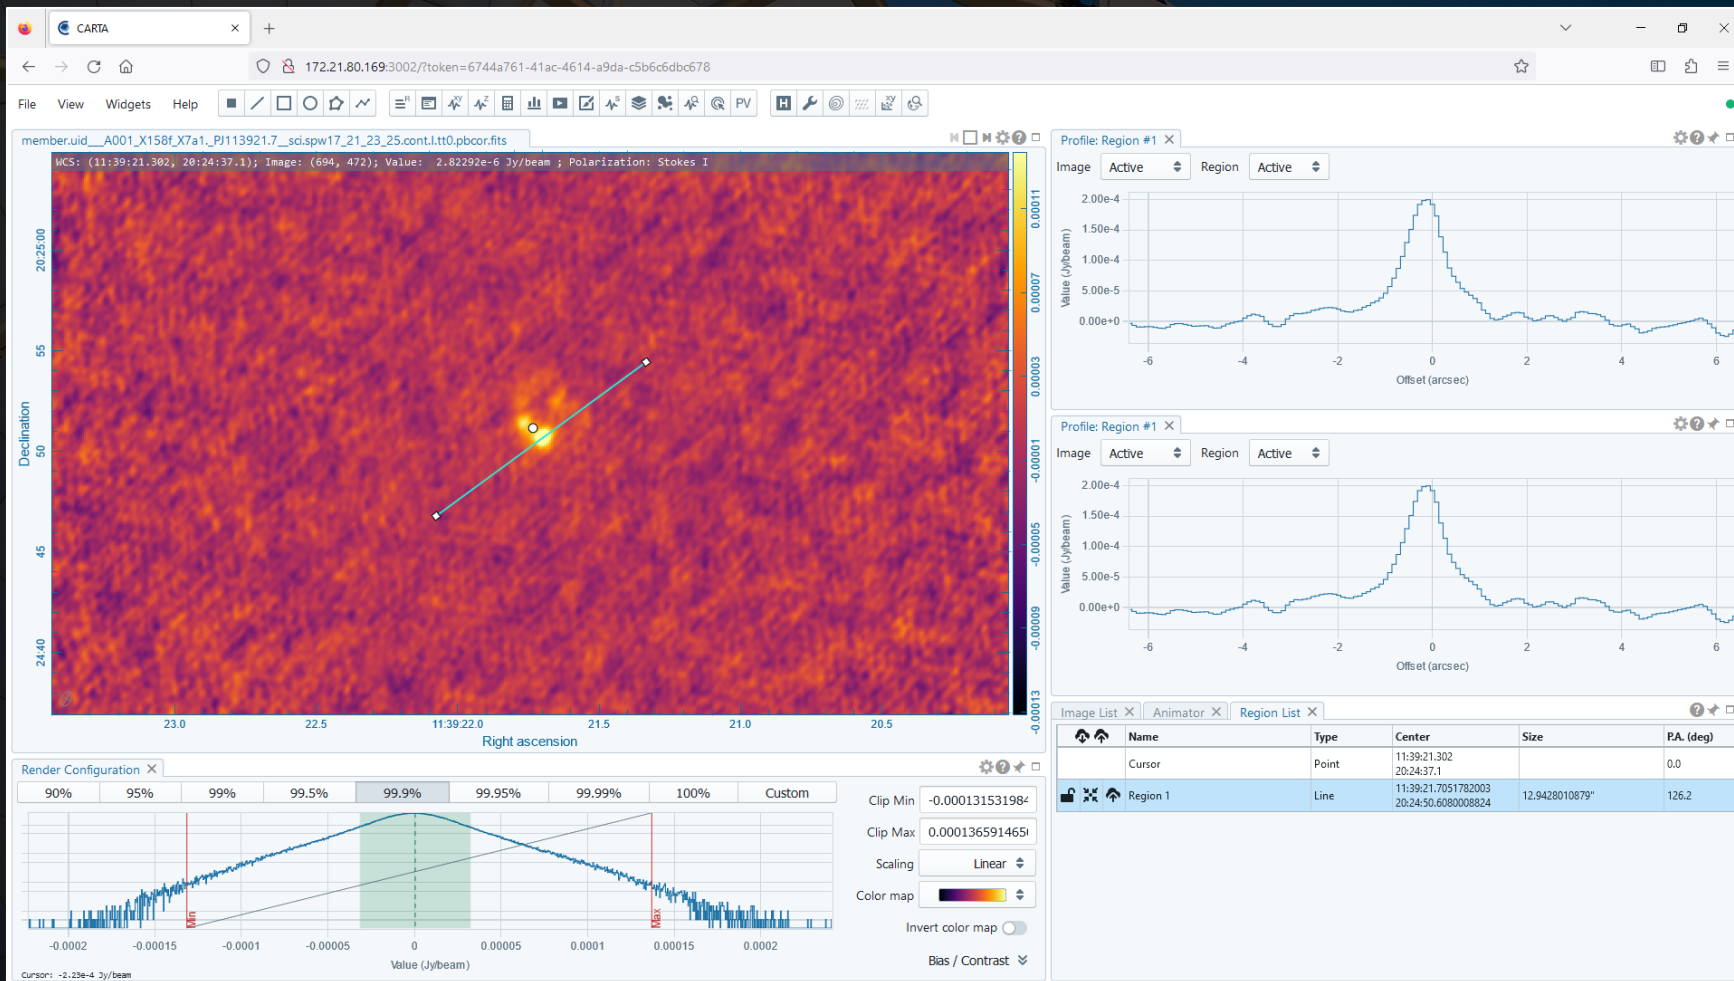 CARTA
172.21.80.169:3002/?token=6744a761-41ac-4614-a9da-c5b6c6dbc678
File View Widgets Help
R XY Z S PV H XY
member.uid___A001_X158f_X7a1._PJ113921.7__sci.spw17_21_23_25.cont.I.tt0.pbcor.fits
WCS: (11:39:21.302, 20:24:37.1); Image: (694, 472); Value: 2.82292e-6 Jy/beam ; Polarization: Stokes I
20:25:00
55
50
45
24:40
Declination
23.0 22.5 11:39:22.0 21.5 21.0 20.5
Right ascension
0.00011
0.00007
0.00003
-0.00001
-0.00005
-0.00009
-0.00013
Render Configuration
90% 95% 99% 99.5% 99.9% 99.95% 99.99% 100% Custom
Min Max
-0.0002 -0.00015 -0.0001 -0.00005 0 0.00005 0.0001 0.00015 0.0002
Value (Jy/beam)
Cursor: -2.23e-4 Jy/beam
Clip Min -0.000131531984
Clip Max 0.000136591465
Scaling Linear
Color map
Invert color map
Bias / Contrast
Profile: Region #1
Image Active Region Active
2.00e-4
1.50e-4
1.00e-4
5.00e-5
0.00e+0
Value (Jy/beam)
-6 -4 -2 0 2 4 6
Offset (arcsec)
Profile: Region #1
Image Active Region Active
2.00e-4
1.50e-4
1.00e-4
5.00e-5
0.00e+0
Value (Jy/beam)
-6 -4 -2 0 2 4 6
Offset (arcsec)
Image List Animator Region List
Name Type Center Size P.A. (deg)
Cursor Point 11:39:21.302 0.0
20:24:37.1
Region 1 Line 11:39:21.7051782003 12.9428010879" 126.2
20:24:50.6080008824